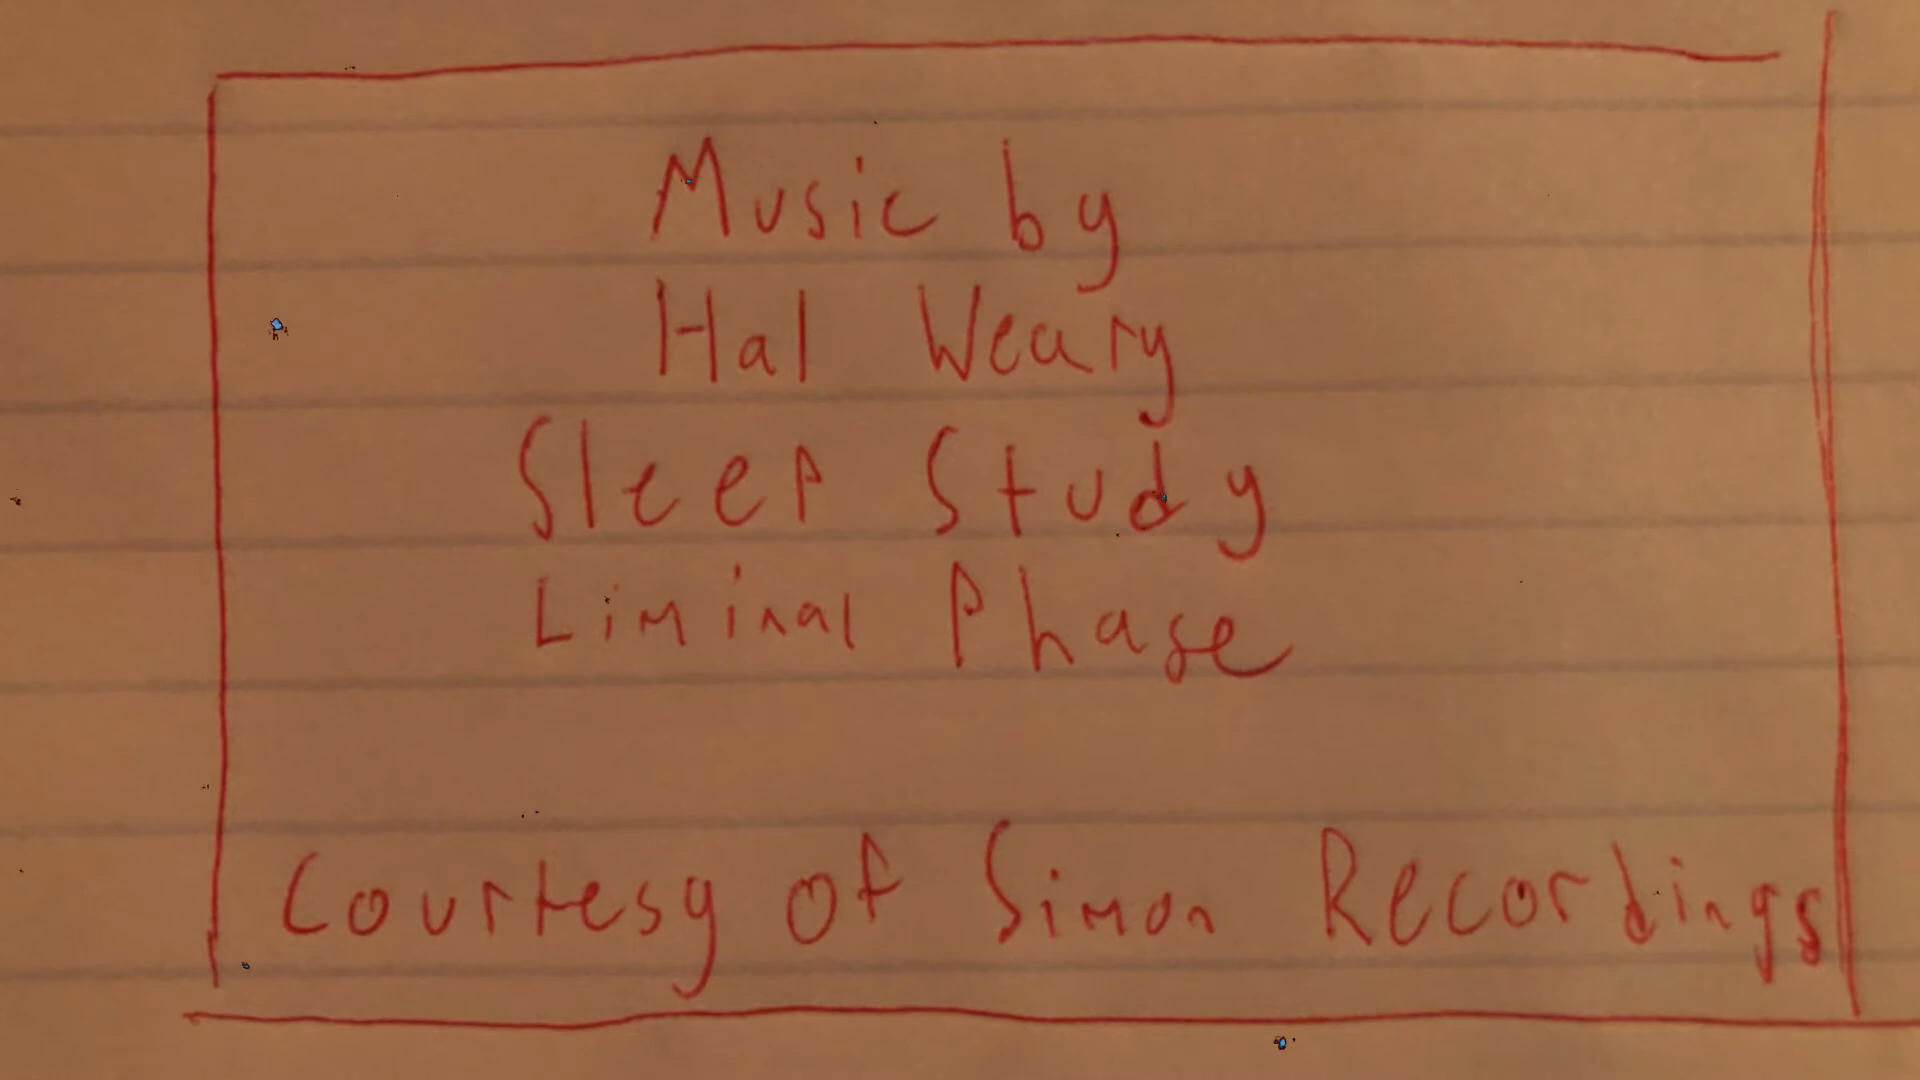 Music by
Hal Weary
Sleep Study
Liminal Phase
Courtesy of Simon Recordings